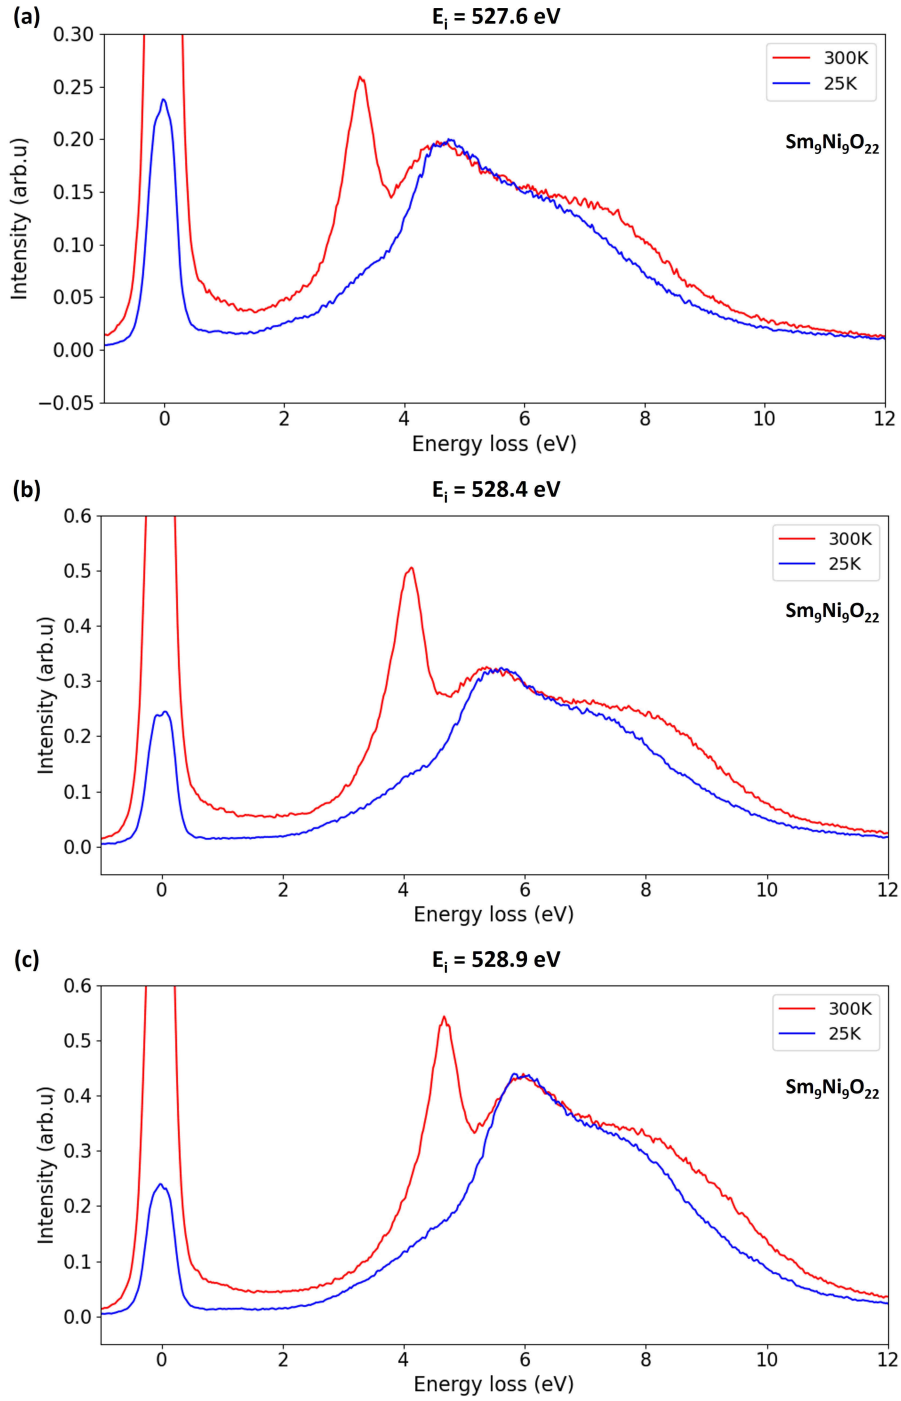 (a)
E_i = 527.6 eV
0.30
0.25
0.20
0.15
0.10
0.05
0.00
−0.05
Intensity (arb.u)
300K
25K
Sm₉Ni₉O₂₂
0 2 4 6 8 10 12
Energy loss (eV)
(b)
E_i = 528.4 eV
0.6
0.5
0.4
0.3
0.2
0.1
0.0
Intensity (arb.u)
300K
25K
Sm₉Ni₉O₂₂
0 2 4 6 8 10 12
Energy loss (eV)
(c)
E_i = 528.9 eV
0.6
0.5
0.4
0.3
0.2
0.1
0.0
Intensity (arb.u)
300K
25K
Sm₉Ni₉O₂₂
0 2 4 6 8 10 12
Energy loss (eV)